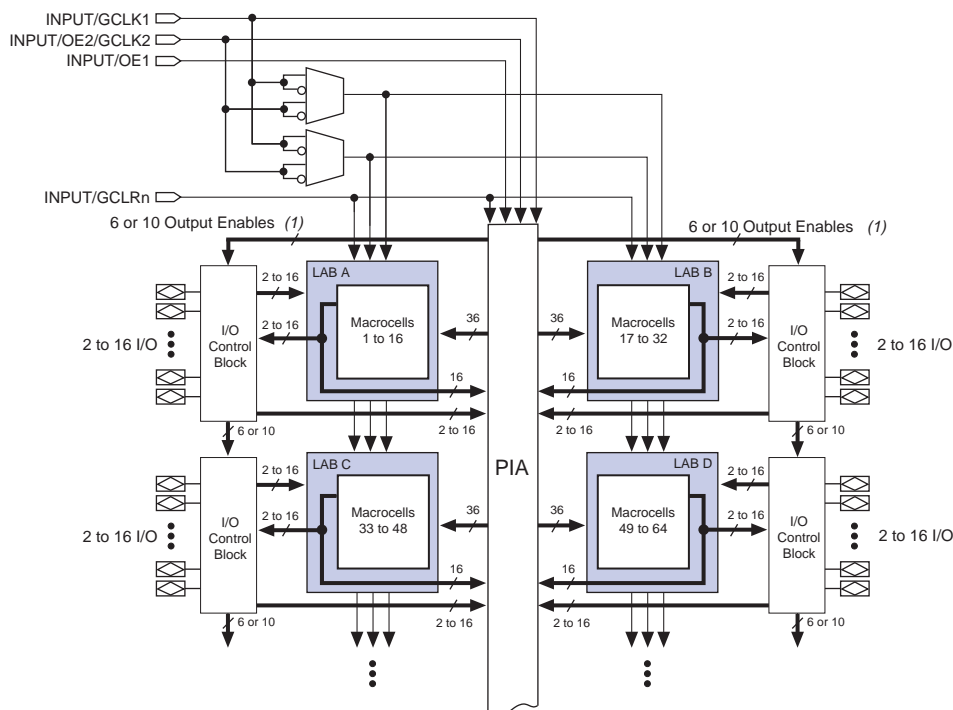 INPUT/GCLK1
INPUT/OE2/GCLK2
INPUT/OE1
INPUT/GCLRn
6 or 10 Output Enables (1)
6 or 10 Output Enables (1)
LAB A
LAB B
2 to 16
2 to 16
2 to 16 I/O
I/O
Control
Block
2 to 16
Macrocells
1 to 16
36
36
Macrocells
17 to 32
2 to 16
I/O
Control
Block
2 to 16 I/O
16
16
2 to 16
2 to 16
6 or 10
6 or 10
PIA
LAB C
LAB D
2 to 16
2 to 16
2 to 16 I/O
I/O
Control
Block
2 to 16
Macrocells
33 to 48
36
36
Macrocells
49 to 64
2 to 16
I/O
Control
Block
2 to 16 I/O
16
16
2 to 16
2 to 16
6 or 10
6 or 10